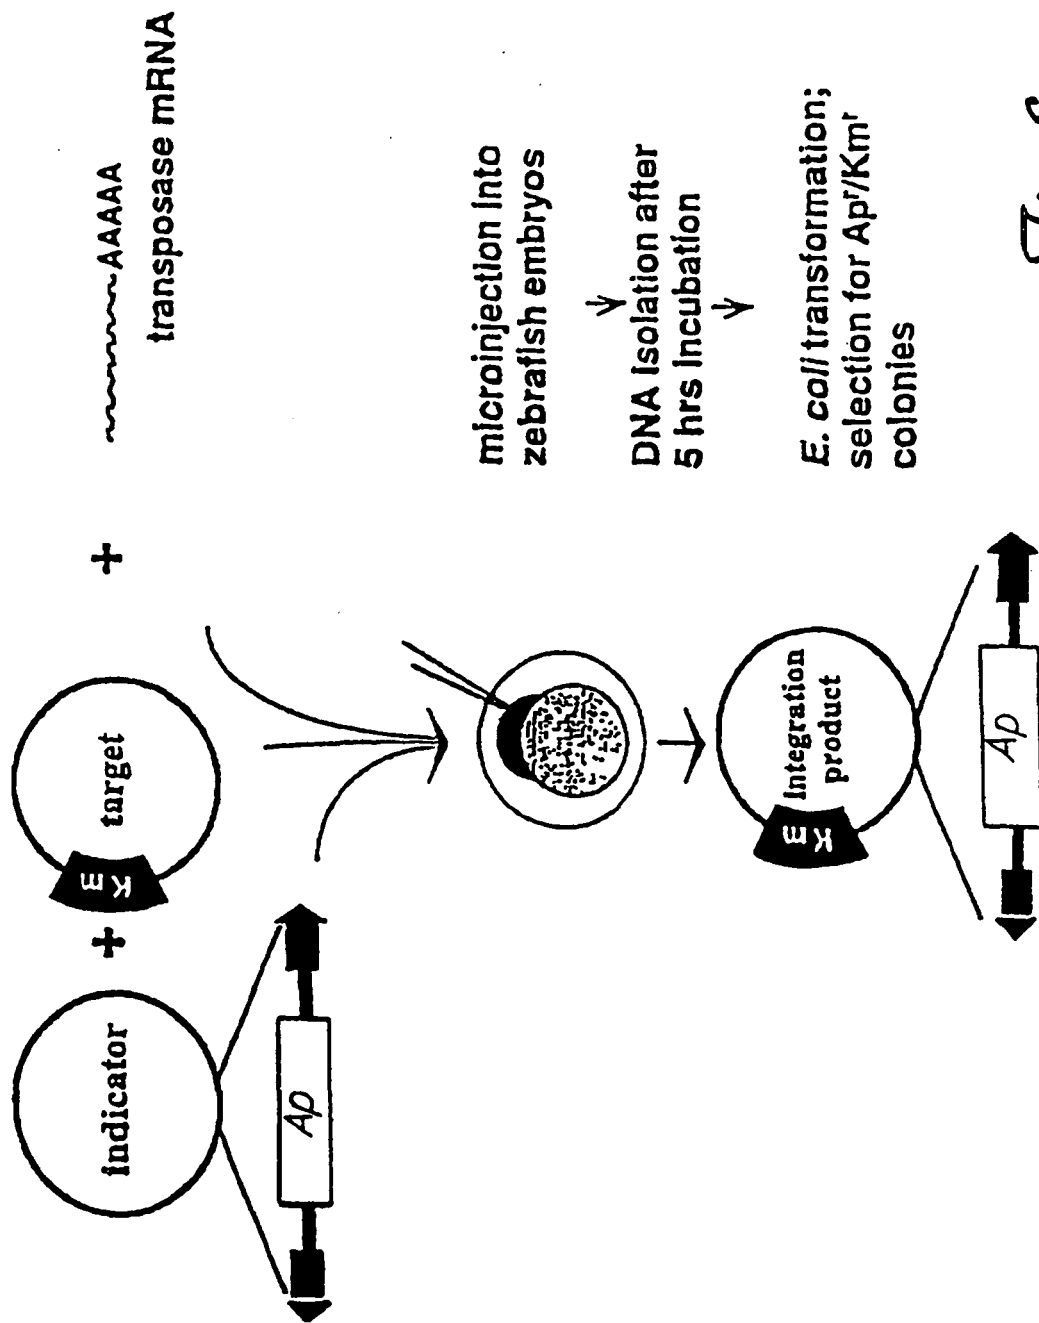 indicator
+
Km
target
+
AAAAA
transposase mRNA
Ap
microinjection into
zebrafish embryos
DNA isolation after
5 hrs incubation
Km
Integration
product
E. coli transformation;
selection for Apr/Kmr
colonies
Ap